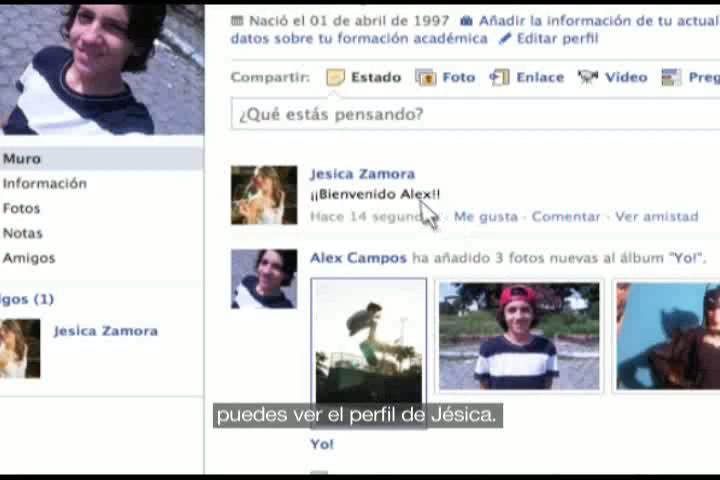 Nació el 01 de abril de 1997 Añadir la información de tu actual
datos sobre tu formación académica Editar perfil
Compartir: Estado Foto Enlace Vídeo
¿Qué estás pensando?
Muro
Información
Fotos
Notas
Amigos
(1)
Jesica Zamora
Jesica Zamora
¡¡Bienvenido Alex!!
Hace 14 · Me gusta · Comentar · Ver amistad
Alex Campos ha añadido 3 fotos nuevas al álbum "Yo!".
puedes ver el perfil de Jésica.
Yo!